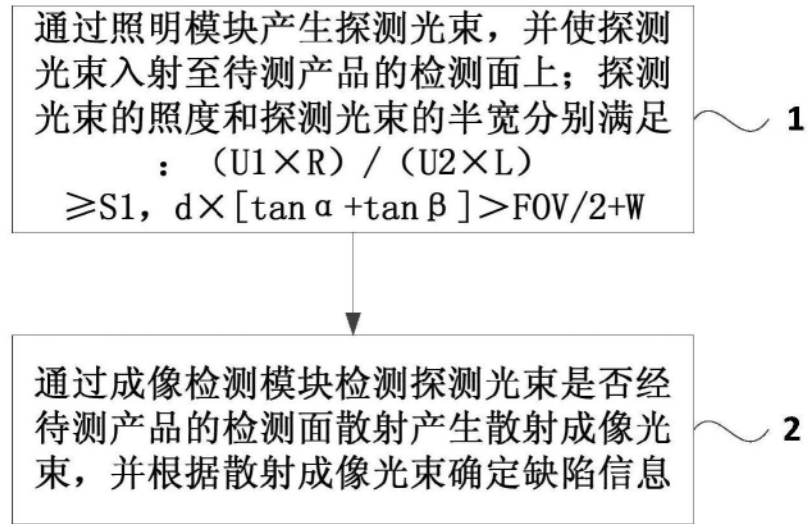 通过照明模块产生探测光束，并使探测
光束入射至待测产品的检测面上；探测
光束的照度和探测光束的半宽分别满足
：（U1×R）/（U2×L）
≥S1，d×[tanα+tanβ]>FOV/2+W
1
通过成像检测模块检测探测光束是否经
待测产品的检测面散射产生散射成像光
束，并根据散射成像光束确定缺陷信息
2